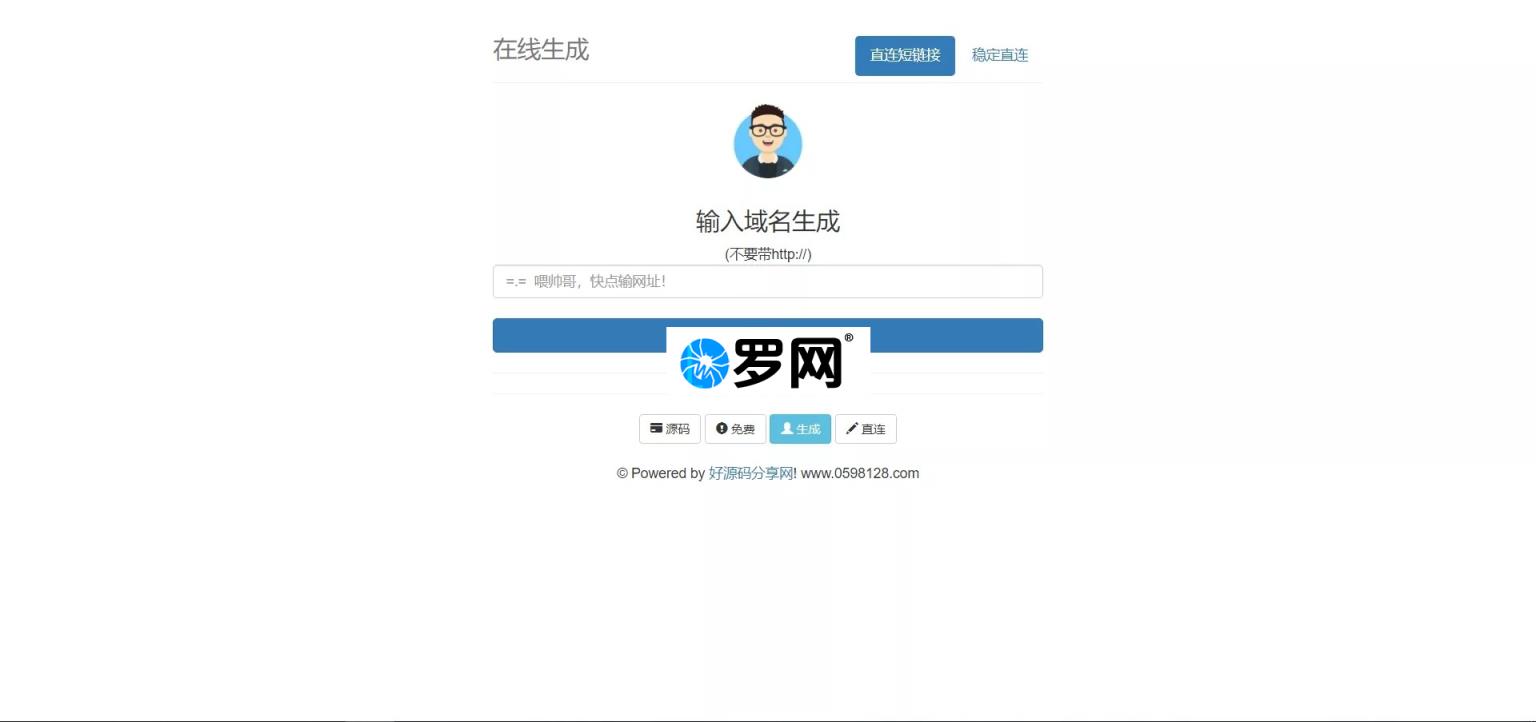 在线生成
直连短链接 稳定直连
输入域名生成
(不要带http://)
=.= 喂帅哥，快点输网址！
罗网®
源码 免费 生成 直连
© Powered by 好源码分享网! www.0598128.com